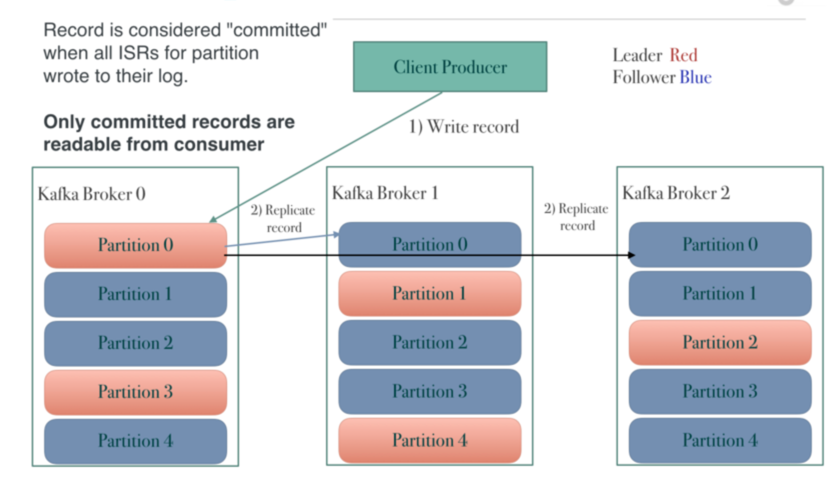 Record is considered "committed"
when all ISRs for partition
wrote to their log.
Only committed records are
readable from consumer
Client Producer
Leader Red
Follower Blue
1) Write record
Kafka Broker 0
Partition 0
Partition 1
Partition 2
Partition 3
Partition 4
2) Replicate
record
Kafka Broker 1
Partition 0
Partition 1
Partition 2
Partition 3
Partition 4
2) Replicate
record
Kafka Broker 2
Partition 0
Partition 1
Partition 2
Partition 3
Partition 4